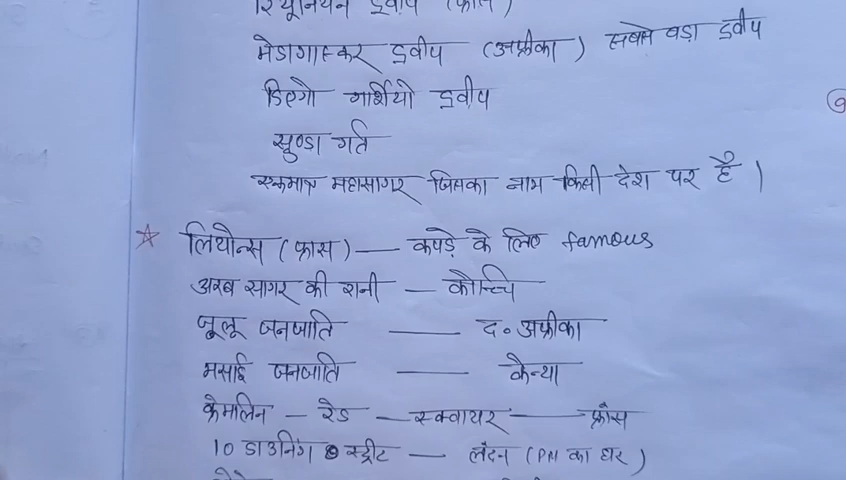 रियूनियन द्वीप (फ्रांस)
मेडागास्कर द्वीप (अफ्रीका) सबसे बड़ा द्वीप
डिएगो गार्शियो द्वीप
सुण्डा गर्त
एकमात्र महासागर जिसका नाम किसी देश पर है।
☆ लियोन्स (फ्रांस) — कपड़े के लिए famous
अरब सागर की रानी — कोच्चि
जूलू जनजाति — द॰ अफ्रीका
मसाई जनजाति — केन्या
क्रेमलिन – रेड – स्क्वायर — फ्रांस
10 डाउनिंग स्ट्रीट — लंदन (PM का घर)